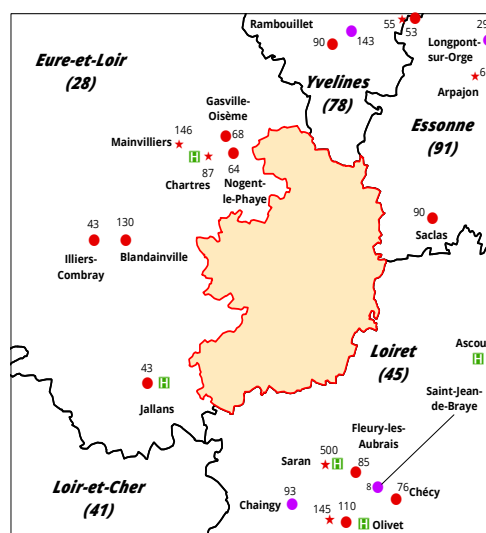 Rambouillet
90
143
55
53
29
Longpont-
sur-Orge
6
Arpajon
Eure-et-Loir
(28)
Yvelines
(78)
Essonne
(91)
Gasville-
Oisème
68
146
Mainvilliers
H
87
Chartres
64
Nogent-
le-Phaye
90
Saclas
43
130
Illiers-
Combray
Blandainville
Loiret
(45)
Ascou
H
43
H
Jallans
Saint-Jean-
de-Braye
Fleury-les-
Aubrais
Saran
500
H
85
8
76
Chécy
Loir-et-Cher
(41)
93
Chaingy
145
110
H
Olivet